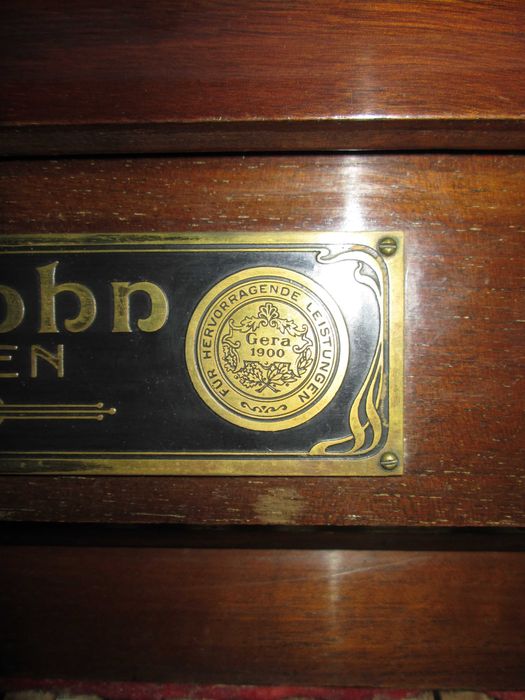 ohn
EN
FÜR HERVORRAGENDE LEISTUNGEN
Gera
1900